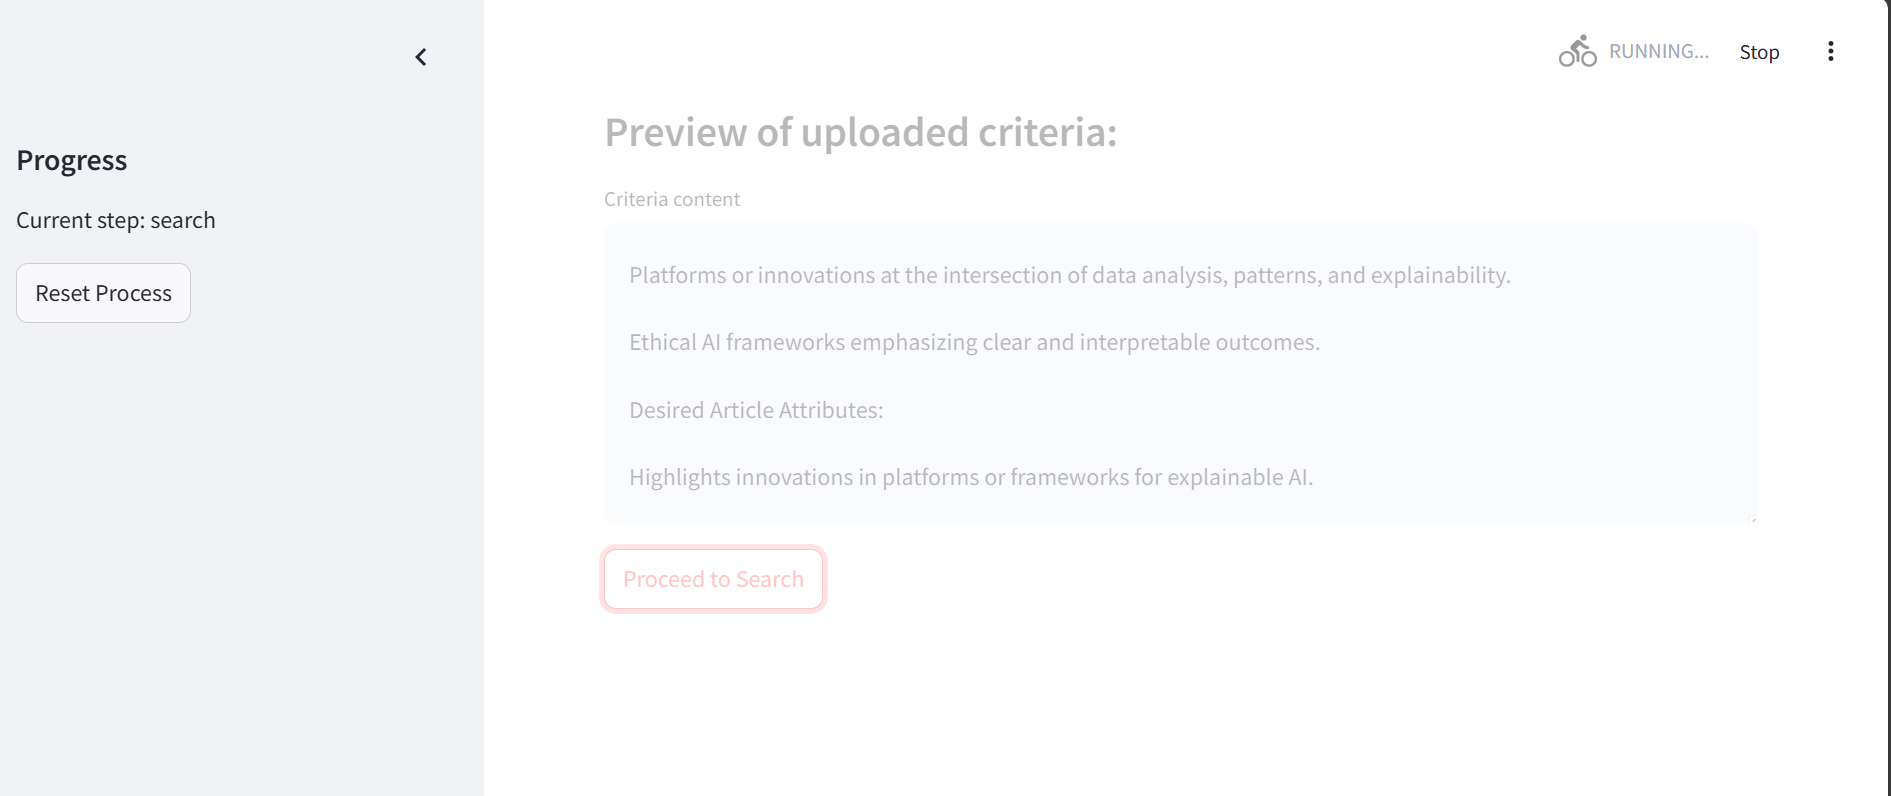 RUNNING...
Stop
Progress
Current step: search
Reset Process
Preview of uploaded criteria:
Criteria content
Platforms or innovations at the intersection of data analysis, patterns, and explainability.
Ethical AI frameworks emphasizing clear and interpretable outcomes.
Desired Article Attributes:
Highlights innovations in platforms or frameworks for explainable AI.
Proceed to Search